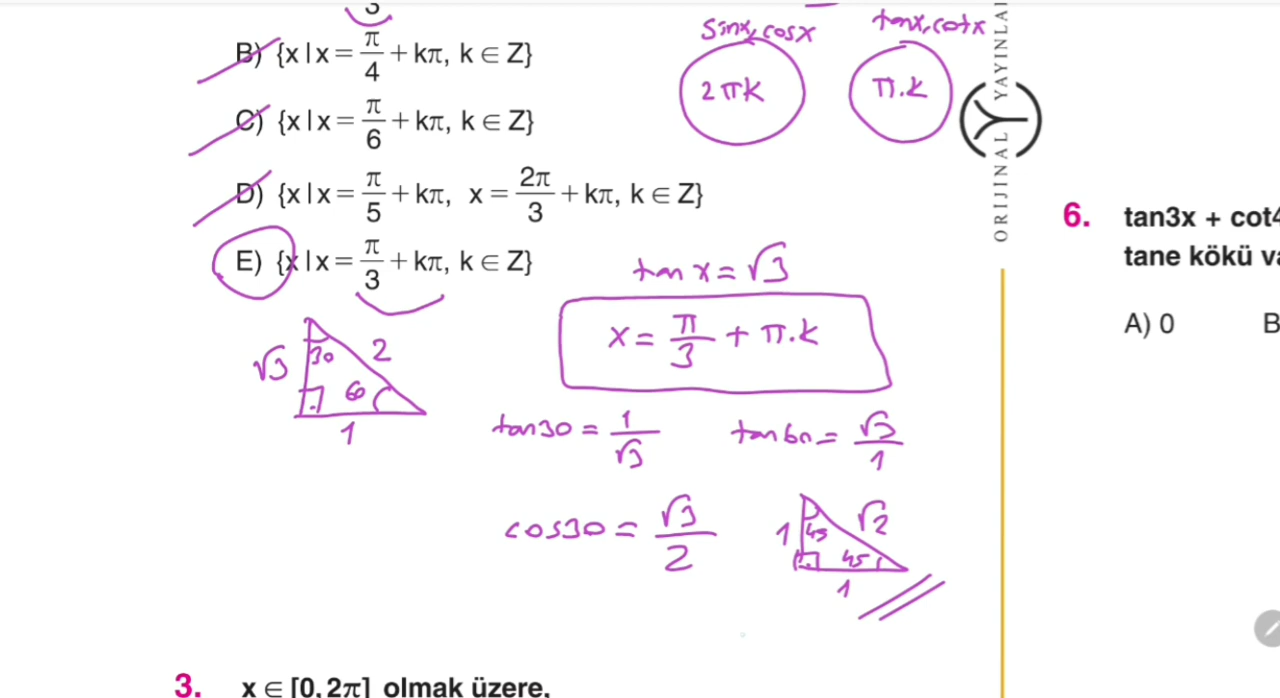 3
sinx, cosx
tanx, cotx
B) {x | x = π/4 + kπ, k ∈ Z}
2πk
π.k
C) {x | x = π/6 + kπ, k ∈ Z}
D) {x | x = π/5 + kπ, x = 2π/3 + kπ, k ∈ Z}
E) {x | x = π/3 + kπ, k ∈ Z}
tan x = √3
x = π/3 + π.k
√3 30 2
60
1
tan30 = 1/√3
tan60 = √3/1
cos30 = √3/2
1 45 √2
45
1
ORIJINAL YAYINLA
6. tan3x + cot4
tane kökü va
A) 0 B
3. x ∈ [0, 2π] olmak üzere,